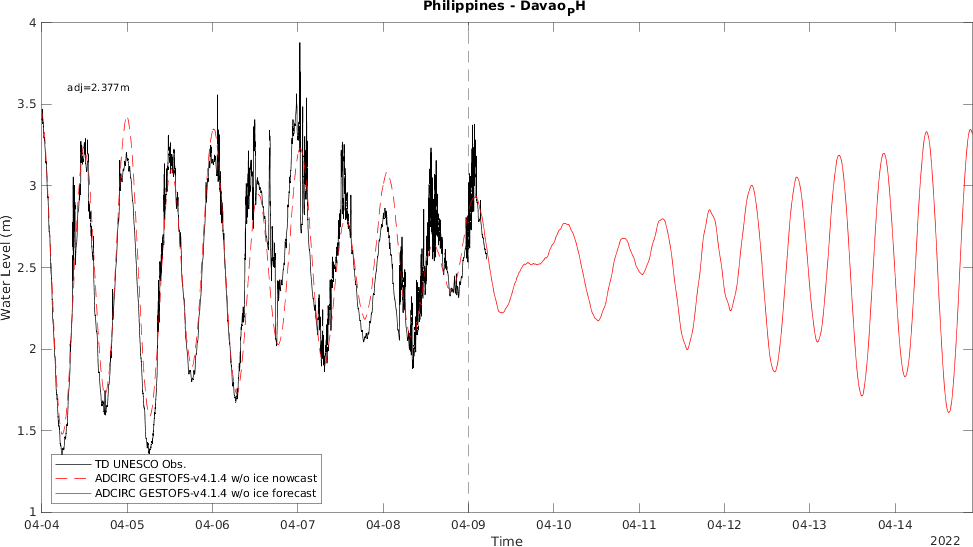 Philippines - Davao_PH
4
3.5
3
2.5
2
1.5
1
Water Level (m)
adj=2.377m
TD UNESCO Obs.
ADCIRC GESTOFS-v4.1.4 w/o ice nowcast
ADCIRC GESTOFS-v4.1.4 w/o ice forecast
04-04 04-05 04-06 04-07 04-08 04-09 04-10 04-11 04-12 04-13 04-14
Time
2022